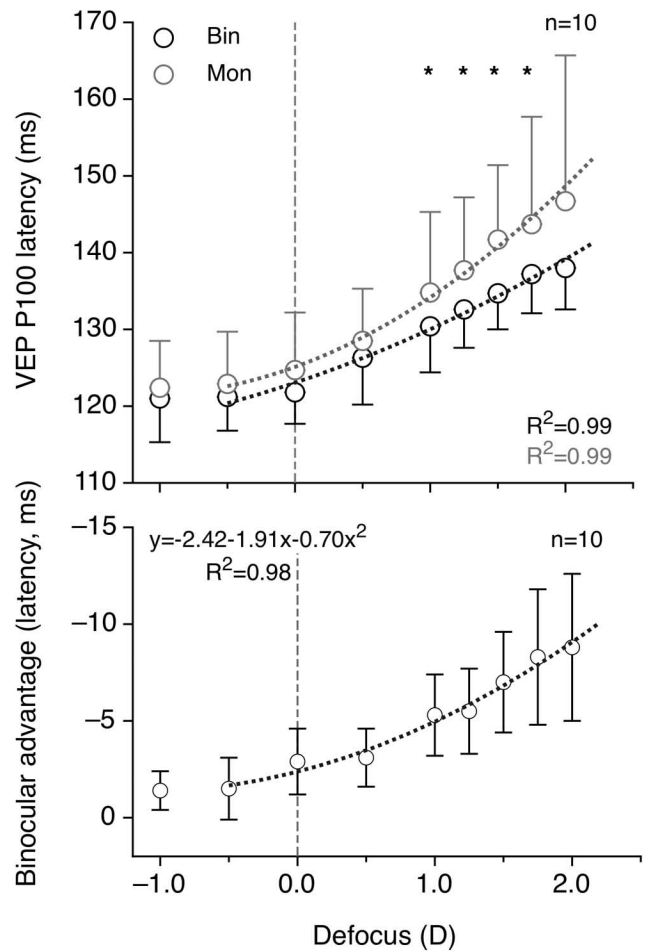 170
160
150
140
130
120
110
VEP P100 latency (ms)
Bin
Mon
n=10
* * * *
R²=0.99
R²=0.99
−15
−10
−5
0
Binocular advantage (latency, ms)
y=-2.42-1.91x-0.70x²
R²=0.98
n=10
−1.0 0.0 1.0 2.0
Defocus (D)